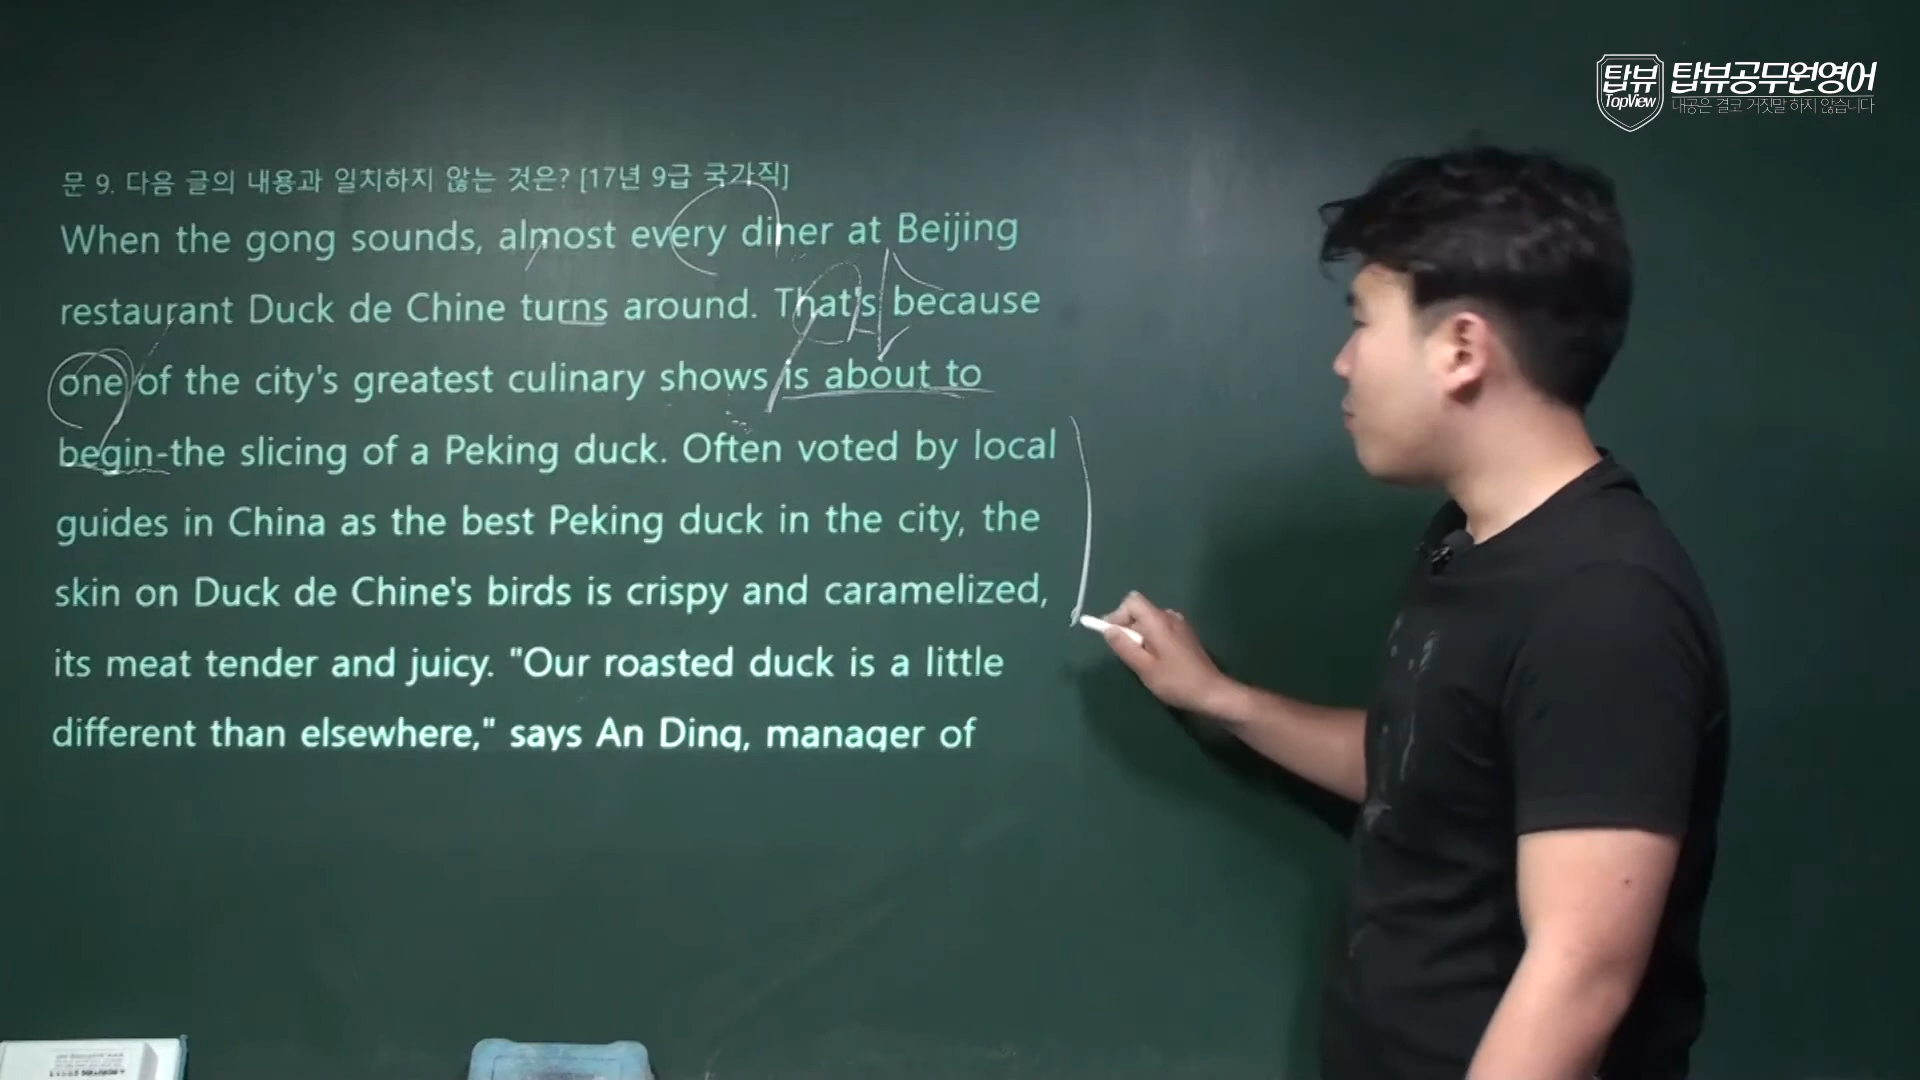 탑뷰
TopView
탑뷰공무원영어
내공은 결코 거짓말 하지 않습니다
문 9. 다음 글의 내용과 일치하지 않는 것은? [17년 9급 국가직]
When the gong sounds, almost every diner at Beijing
restaurant Duck de Chine turns around. That's because
one of the city's greatest culinary shows is about to
begin-the slicing of a Peking duck. Often voted by local
guides in China as the best Peking duck in the city, the
skin on Duck de Chine's birds is crispy and caramelized,
its meat tender and juicy. "Our roasted duck is a little
different than elsewhere," says An Ding, manager of